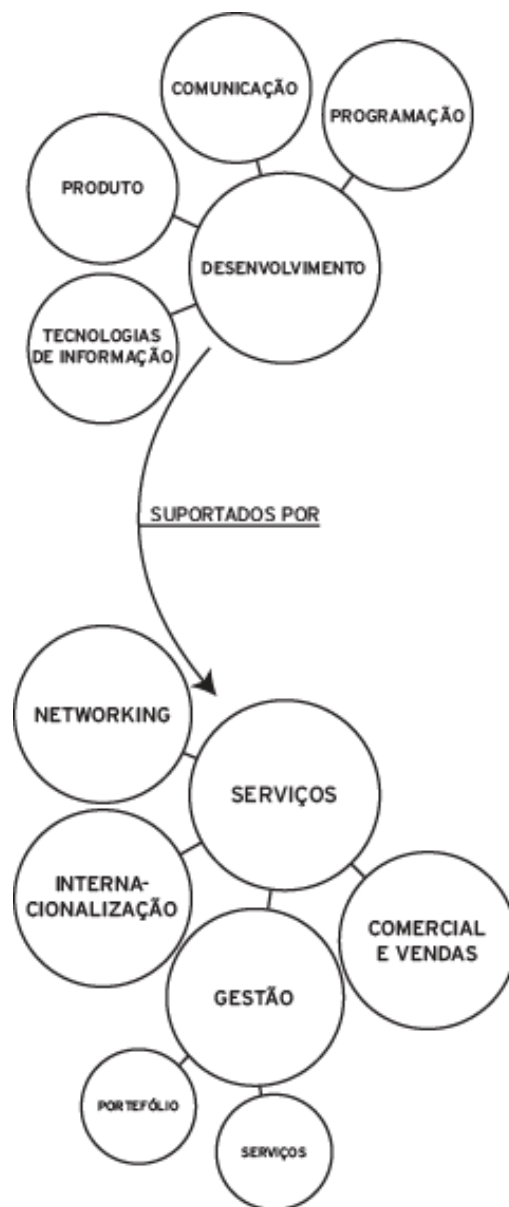 COMUNICAÇÃO
PROGRAMAÇÃO
PRODUTO
DESENVOLVIMENTO
TECNOLOGIAS
DE INFORMAÇÃO
SUPORTADOS POR
NETWORKING
SERVIÇOS
INTERNA-
CIONALIZAÇÃO
COMERCIAL
E VENDAS
GESTÃO
PORTEFÓLIO
SERVIÇOS